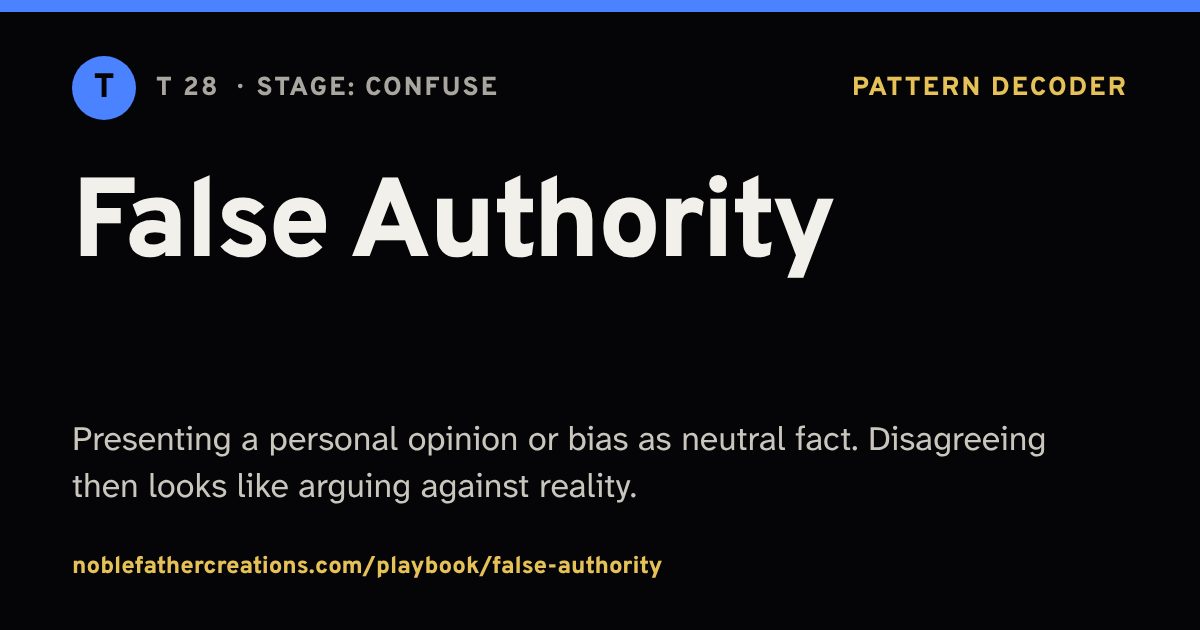 T
T 28 · STAGE: CONFUSE
PATTERN DECODER
False Authority
Presenting a personal opinion or bias as neutral fact. Disagreeing
then looks like arguing against reality.
noblefathercreations.com/playbook/false-authority